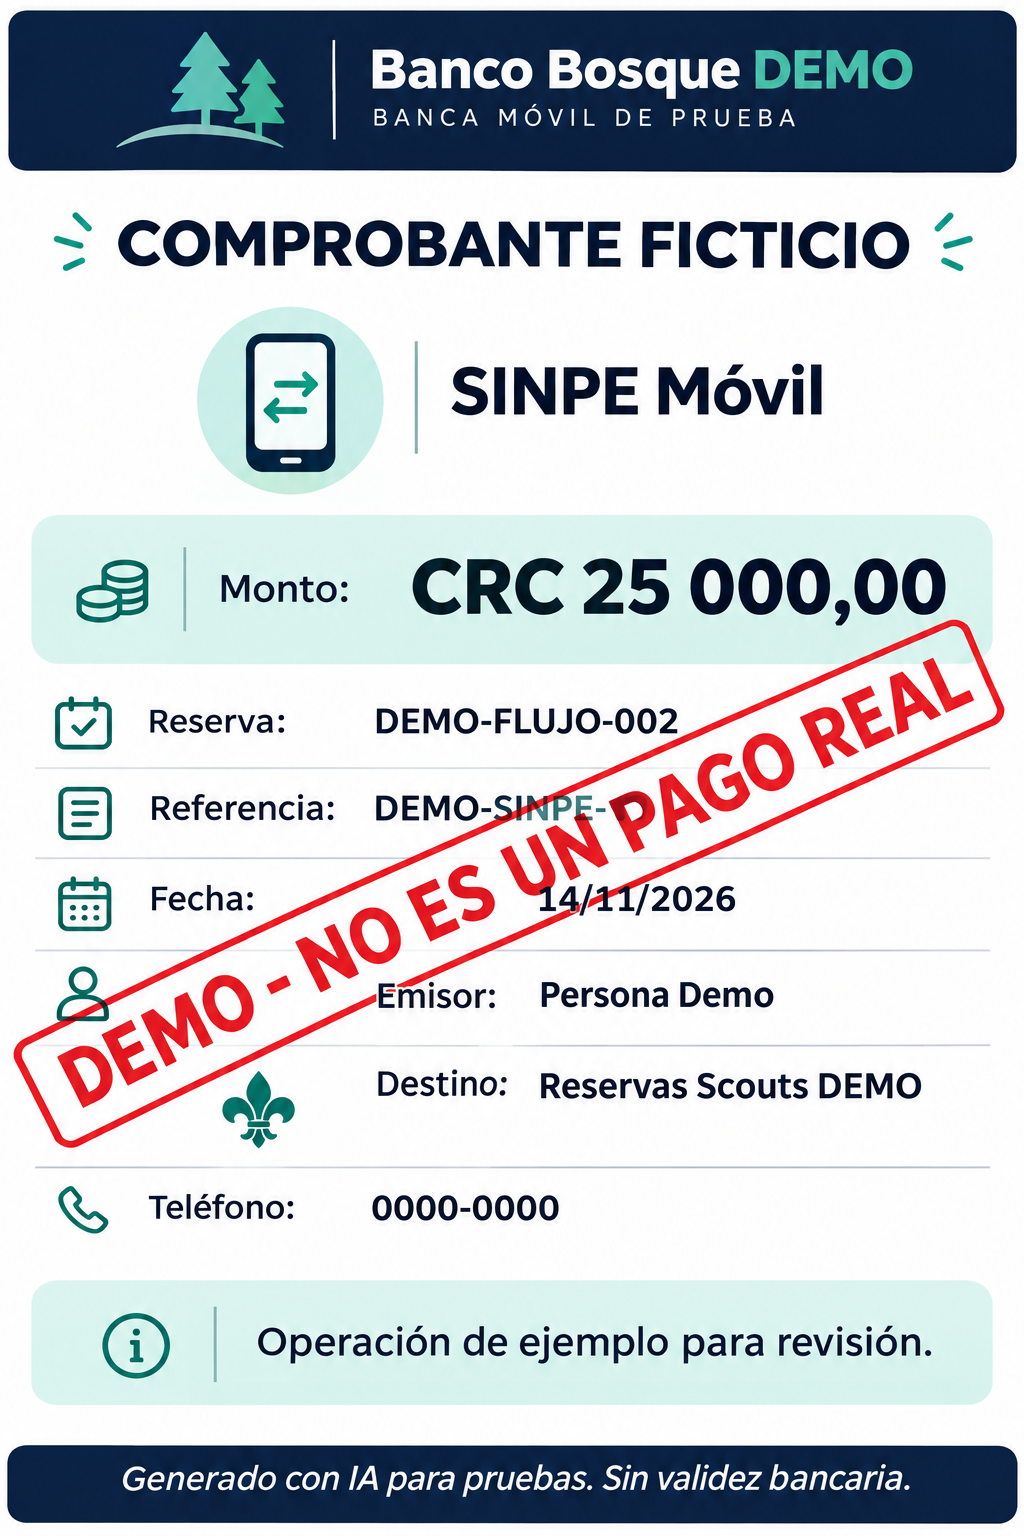 Banco Bosque DEMO
BANCA MÓVIL DE PRUEBA
COMPROBANTE FICTICIO
SINPE Móvil
Monto: CRC 25 000,00
Reserva: DEMO-FLUJO-002
Referencia: DEMO-SINPE-
Fecha: 14/11/2026
DEMO - NO ES UN PAGO REAL
Emisor: Persona Demo
Destino: Reservas Scouts DEMO
Teléfono: 0000-0000
Operación de ejemplo para revisión.
Generado con IA para pruebas. Sin validez bancaria.